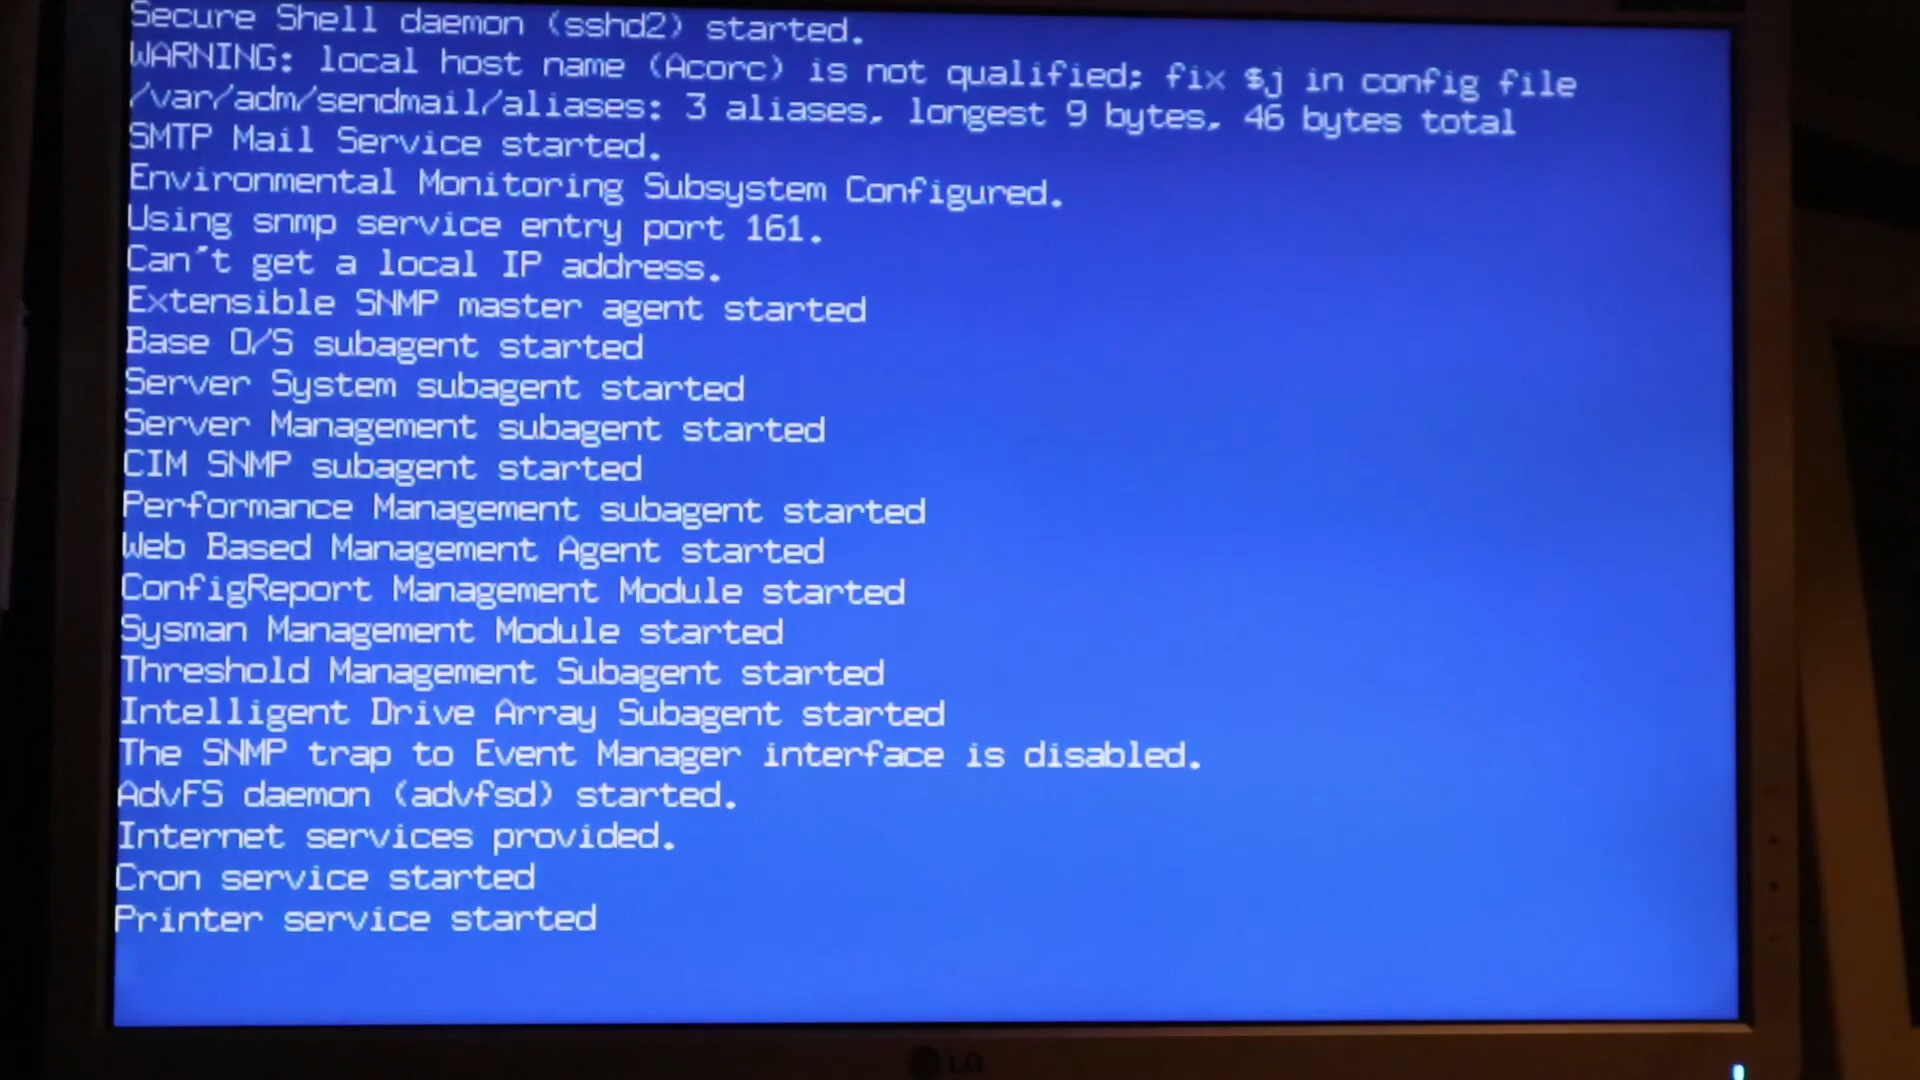 Secure Shell daemon (sshd2) started.
WARNING: local host name (Acorc) is not qualified; fix $j in config file
/var/adm/sendmail/aliases: 3 aliases, longest 9 bytes, 46 bytes total
SMTP Mail Service started.
Environmental Monitoring Subsystem Configured.
Using snmp service entry port 161.
Can't get a local IP address.
Extensible SNMP master agent started
Base O/S subagent started
Server System subagent started
Server Management subagent started
CIM SNMP subagent started
Performance Management subagent started
Web Based Management Agent started
ConfigReport Management Module started
Sysman Management Module started
Threshold Management Subagent started
Intelligent Drive Array Subagent started
The SNMP trap to Event Manager interface is disabled.
AdvFS daemon (advfsd) started.
Internet services provided.
Cron service started
Printer service started
LG